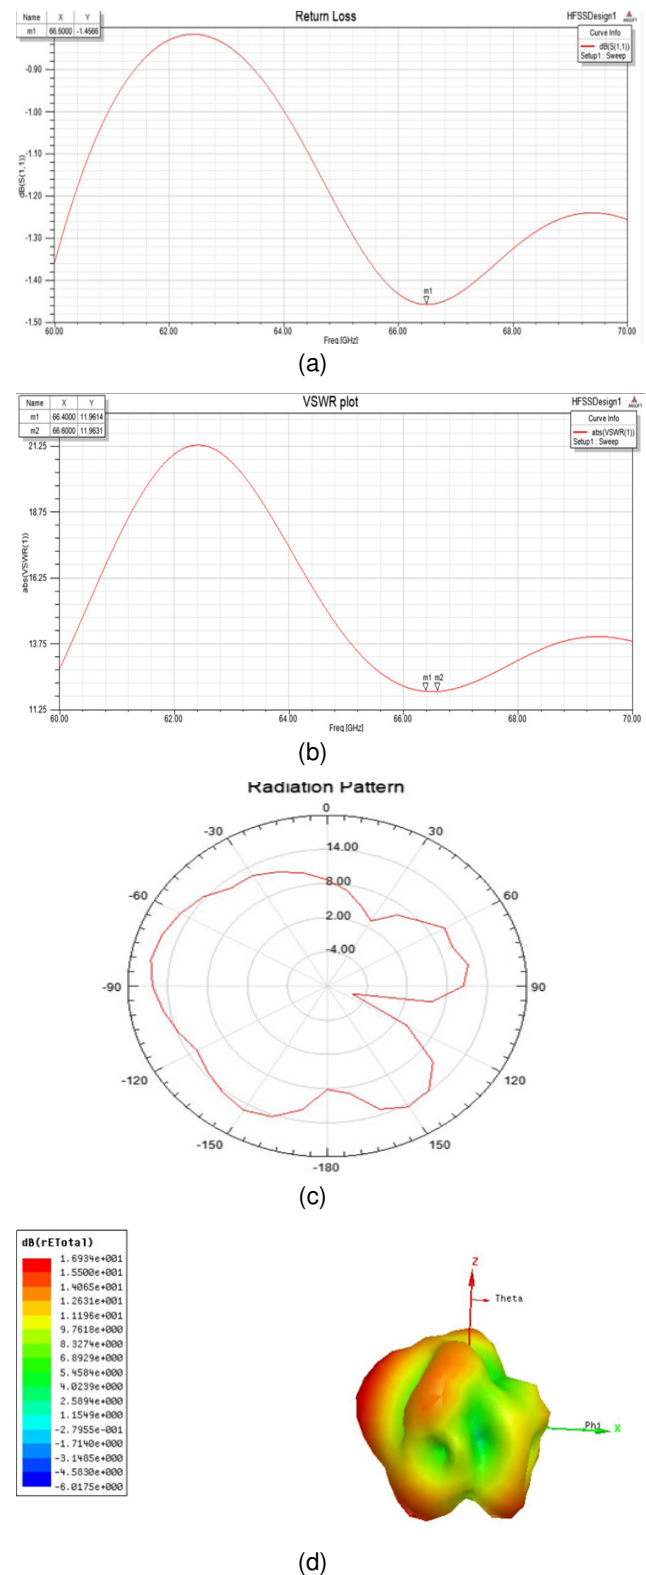 Return Loss
HFSSDesign1
ANSOFT
Name X Y
m1 66.5000 -1.4566
Curve Info
dB(S(1,1))
Setup1 : Sweep
-0.90
-1.00
-1.10
-1.20
-1.30
-1.40
-1.50
dB(S(1,1))
m1
60.00 62.00 64.00 66.00 68.00 70.00
Freq [GHz]
(a)
VSWR plot
HFSSDesign1
ANSOFT
Name X Y
m1 66.4000 11.9614
m2 66.6000 11.9631
Curve Info
abs(VSWR(1))
Setup1 : Sweep
21.25
18.75
16.25
13.75
11.25
abs(VSWR(1))
m1 m2
60.00 62.00 64.00 66.00 68.00 70.00
Freq [GHz]
(b)
Radiation Pattern
0
-30 30
14.00
-60 60
8.00
2.00
-4.00
-90 90
-120 120
-150 150
-180
(c)
dB(rETotal)
1.6934e+001
1.5500e+001
1.4065e+001
1.2631e+001
1.1196e+001
9.7618e+000
8.3274e+000
6.8929e+000
5.4584e+000
4.0239e+000
2.5894e+000
1.1549e+000
-2.7955e-001
-1.7140e+000
-3.1485e+000
-4.5830e+000
-6.0175e+000
Z
Theta
Phi
X
(d)